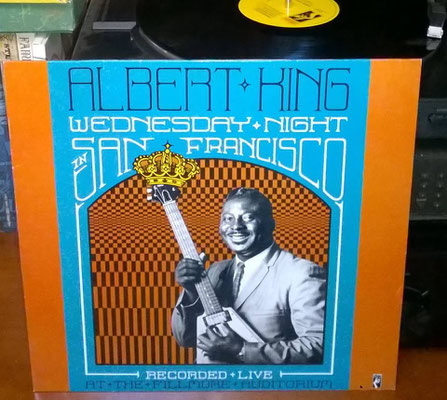 ALBERT KING
WEDNESDAY NIGHT
IN
SAN FRANCISCO
RECORDED LIVE
AT THE FILLMORE AUDITORIUM